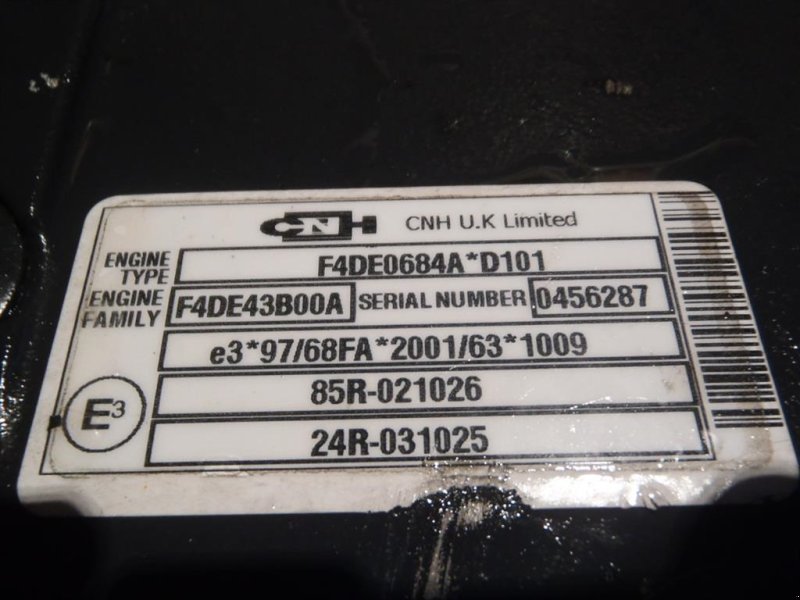 CNH CNH U.K Limited
ENGINE TYPE F4DE0684A*D101
ENGINE FAMILY F4DE43B00A SERIAL NUMBER 0456287
e3*97/68FA*2001/63*1009
E3 85R-021026
24R-031025